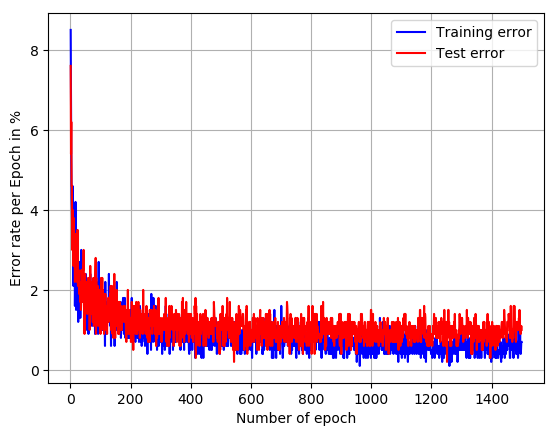 Training error
Test error
8
6
4
2
0
Error rate per Epoch in %
0 200 400 600 800 1000 1200 1400
Number of epoch